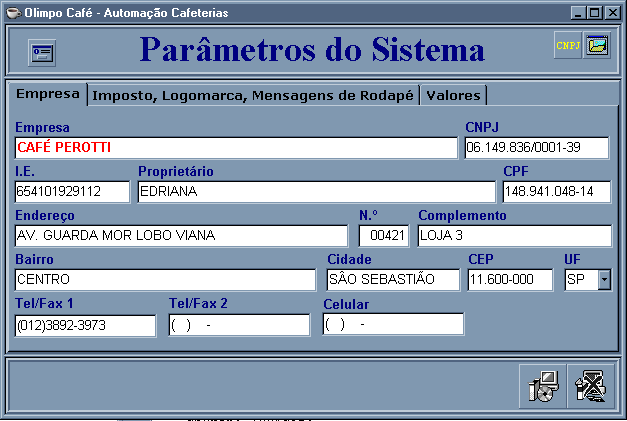 Olimpo Café - Automação Cafeterias
Parâmetros do Sistema
CNPJ
Empresa Imposto, Logomarca, Mensagens de Rodapé Valores
Empresa CNPJ
CAFÉ PEROTTI 06.149.836/0001-39
I.E. Proprietário CPF
654101929112 EDRIANA 148.941.048-14
Endereço N.º Complemento
AV. GUARDA MOR LOBO VIANA 00421 LOJA 3
Bairro Cidade CEP UF
CENTRO SÂO SEBASTIÃO 11.600-000 SP
Tel/Fax 1 Tel/Fax 2 Celular
(012)3892-3973 ( ) - ( ) -